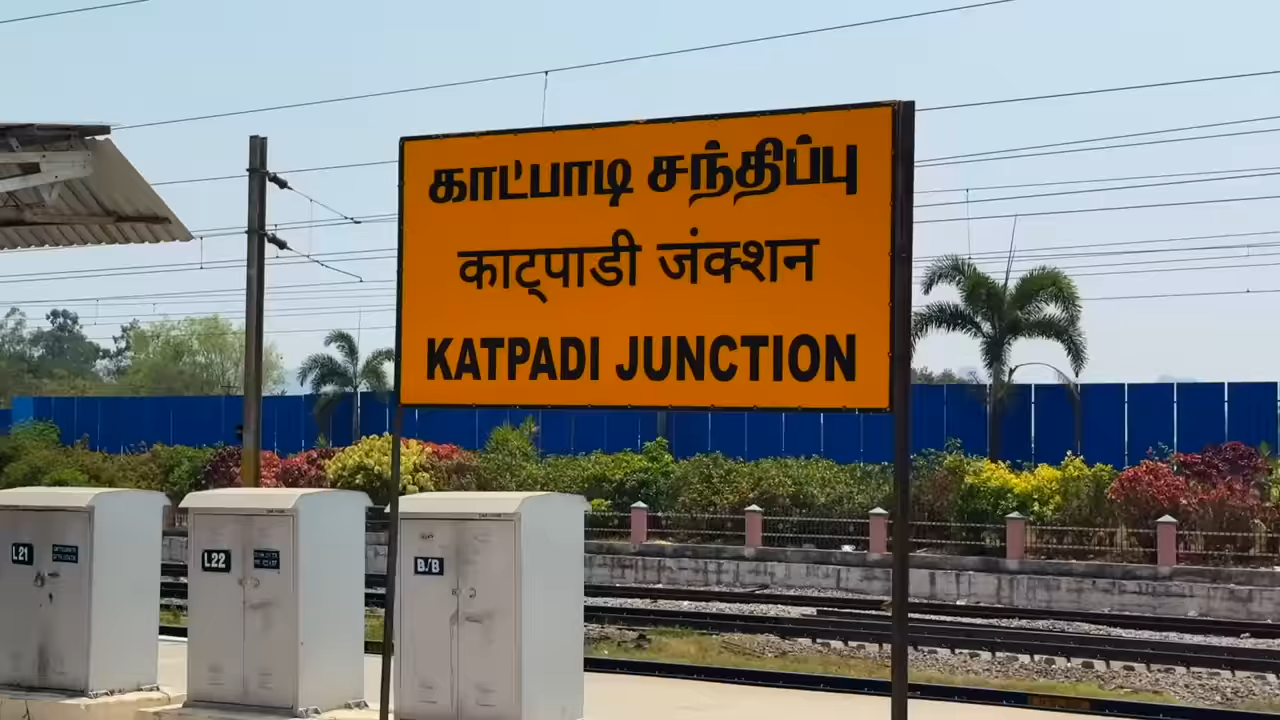 காட்பாடி சந்திப்பு
काट्पाडी जंक्शन
KATPADI JUNCTION
L21
L22
B/B